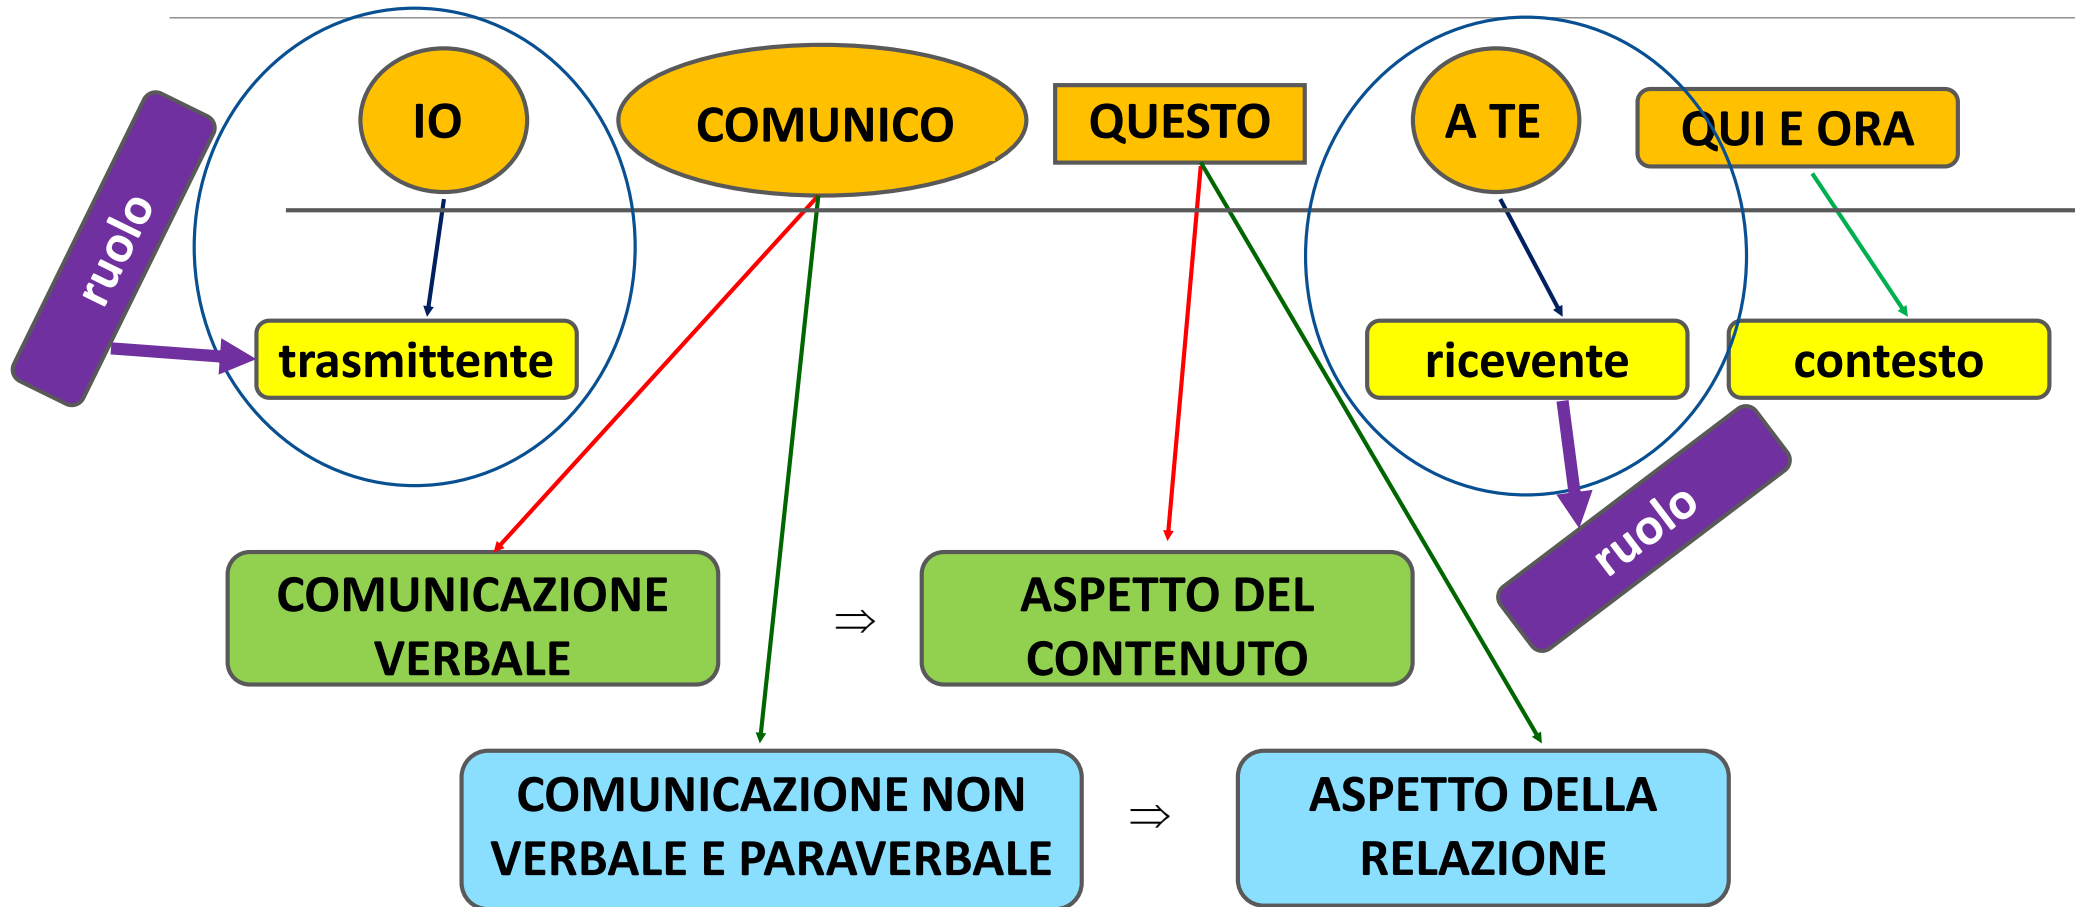 IO
COMUNICO
QUESTO
A TE
QUI E ORA
ruolo
trasmittente
ricevente
contesto
ruolo
COMUNICAZIONE
VERBALE
⇒
ASPETTO DEL
CONTENUTO
COMUNICAZIONE NON
VERBALE E PARAVERBALE
⇒
ASPETTO DELLA
RELAZIONE